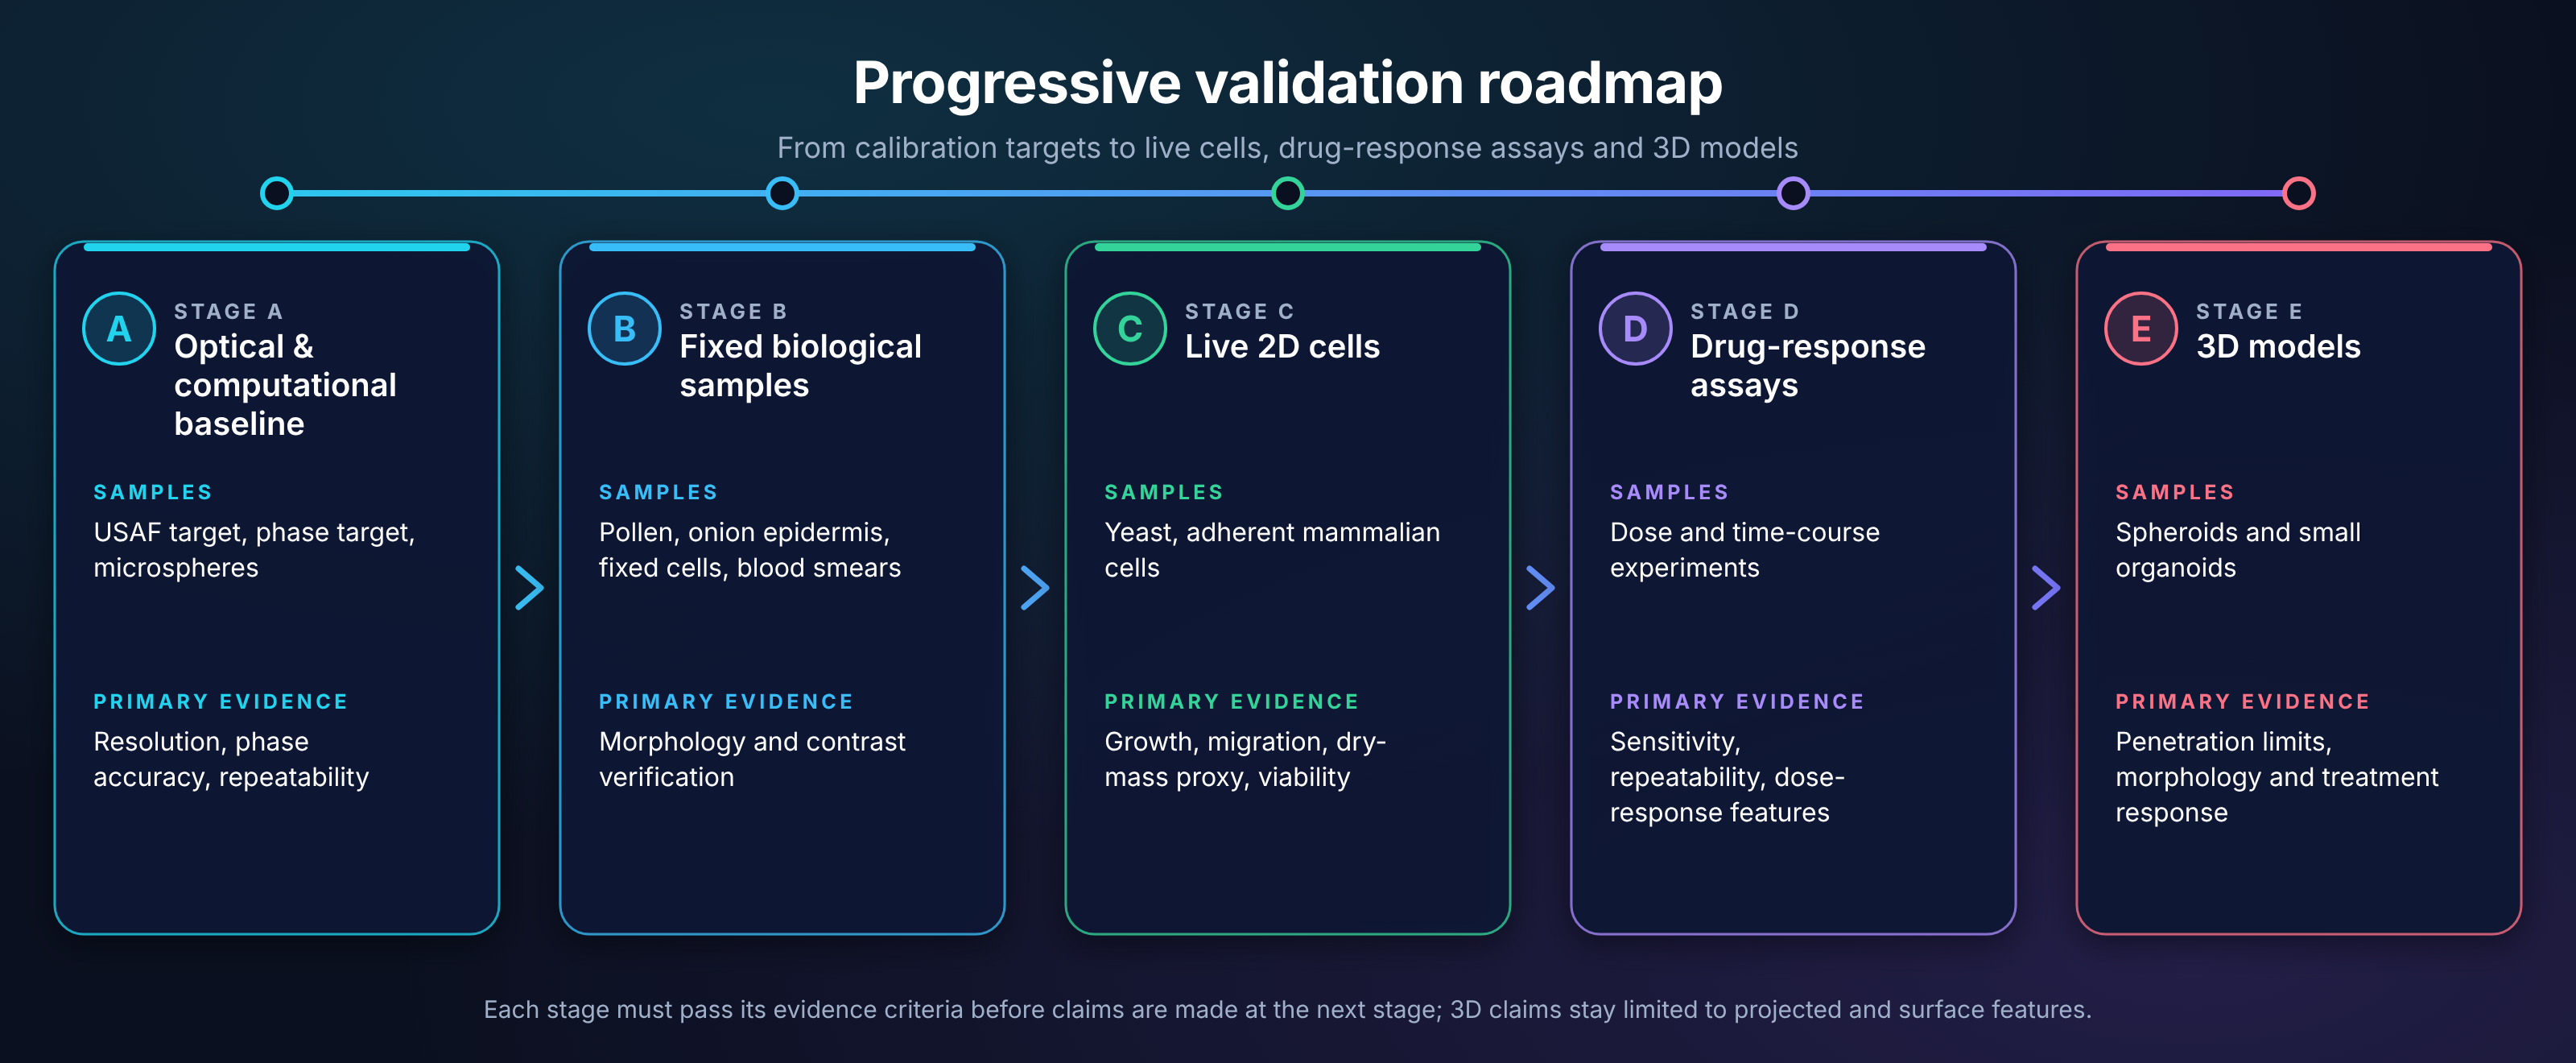 Progressive validation roadmap
From calibration targets to live cells, drug-response assays and 3D models
A
STAGE A
Optical &
computational
baseline
SAMPLES
USAF target, phase target,
microspheres
PRIMARY EVIDENCE
Resolution, phase
accuracy, repeatability
B
STAGE B
Fixed biological
samples
SAMPLES
Pollen, onion epidermis,
fixed cells, blood smears
PRIMARY EVIDENCE
Morphology and contrast
verification
C
STAGE C
Live 2D cells
SAMPLES
Yeast, adherent mammalian
cells
PRIMARY EVIDENCE
Growth, migration, dry-
mass proxy, viability
D
STAGE D
Drug-response
assays
SAMPLES
Dose and time-course
experiments
PRIMARY EVIDENCE
Sensitivity,
repeatability, dose-
response features
E
STAGE E
3D models
SAMPLES
Spheroids and small
organoids
PRIMARY EVIDENCE
Penetration limits,
morphology and treatment
response
Each stage must pass its evidence criteria before claims are made at the next stage; 3D claims stay limited to projected and surface features.